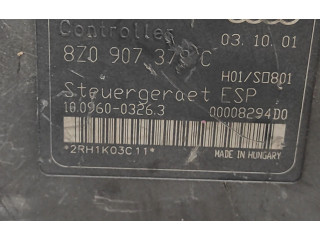 Controller
03.10.01
8Z0 907 379 C
H01/S0801
Steuergeraet ESP
10.0960-0326.3
00008294D0
*2RH1K03C11*
MADE IN HUNGARY